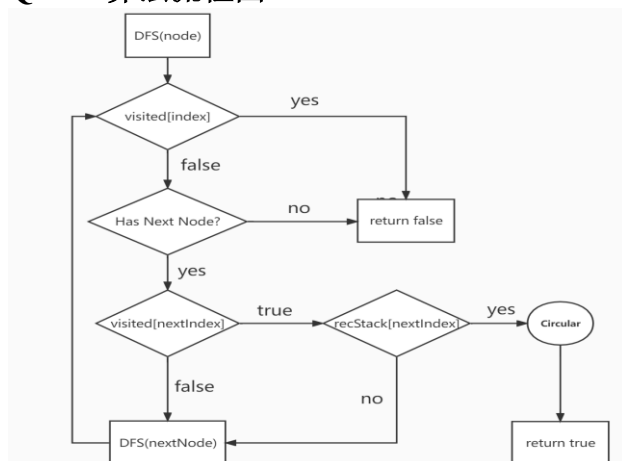 DFS(node)
visited[index]
yes
false
Has Next Node?
no
return false
yes
visited[nextIndex]
true
recStack[nextIndex]
yes
Circular
false
no
DFS(nextNode)
return true